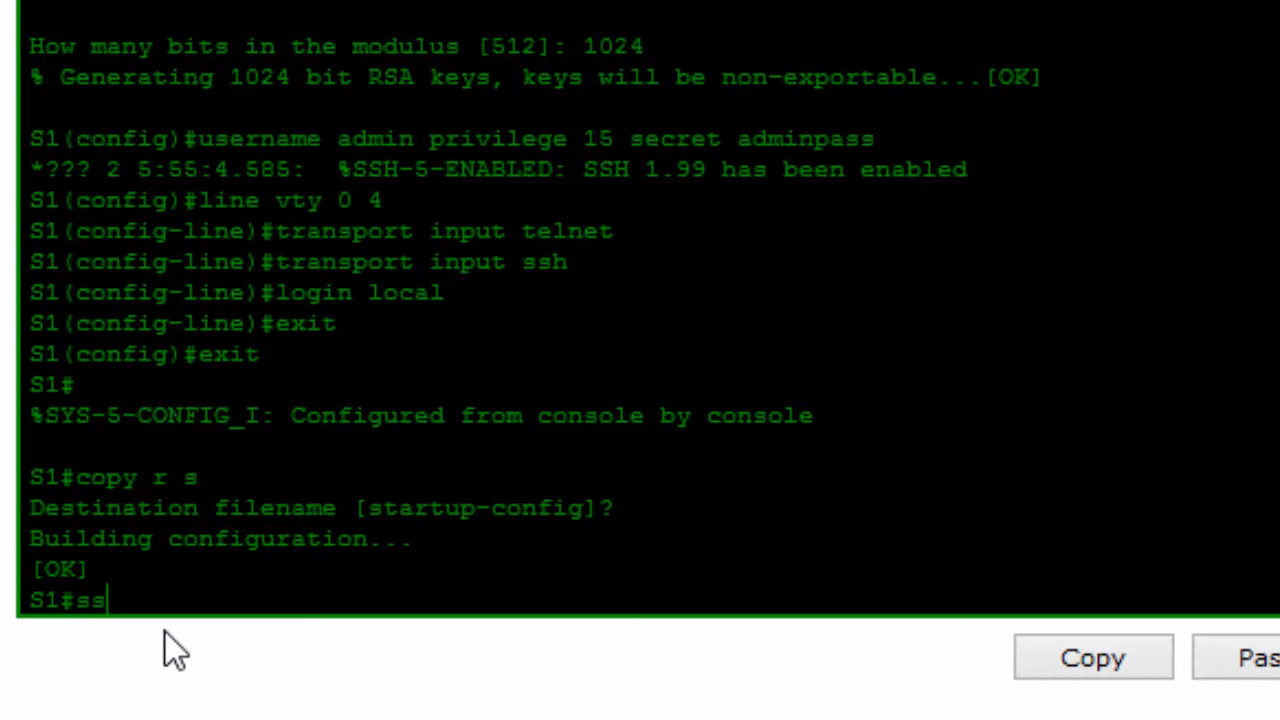 How many bits in the modulus [512]: 1024
% Generating 1024 bit RSA keys, keys will be non-exportable...[OK]
S1(config)#username admin privilege 15 secret adminpass
*??? 2 5:55:4.585:  %SSH-5-ENABLED: SSH 1.99 has been enabled
S1(config)#line vty 0 4
S1(config-line)#transport input telnet
S1(config-line)#transport input ssh
S1(config-line)#login local
S1(config-line)#exit
S1(config)#exit
S1#
%SYS-5-CONFIG_I: Configured from console by console
S1#copy r s
Destination filename [startup-config]?
Building configuration...
[OK]
S1#ss
Copy
Pas